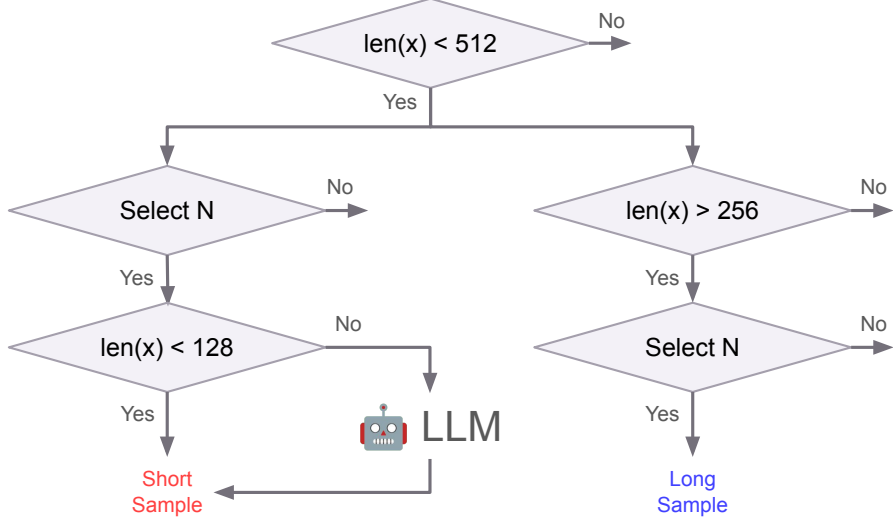 len(x) < 512
No
Yes
Select N
No
len(x) > 256
No
Yes
Yes
len(x) < 128
No
Select N
No
Yes
LLM
Yes
Short
Sample
Long
Sample